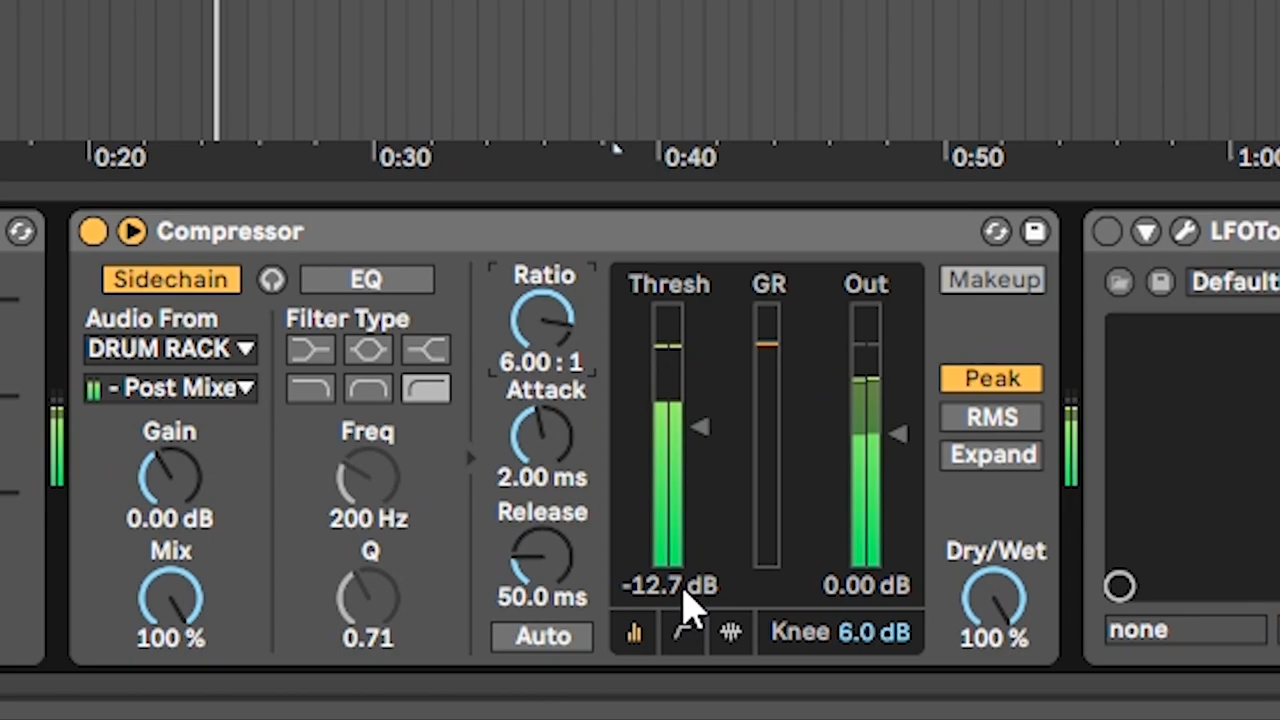 0:20 0:30 0:40 0:50 1:00
Compressor
LFOTo
Sidechain EQ
Audio From
DRUM RACK
- Post Mixe
Gain
0.00 dB
Mix
100 %
Filter Type
Freq
200 Hz
Q
0.71
Ratio
6.00 : 1
Attack
2.00 ms
Release
50.0 ms
Auto
Thresh GR Out
-12.7 dB 0.00 dB
Knee 6.0 dB
Makeup
Peak
RMS
Expand
Dry/Wet
100 %
Default
none